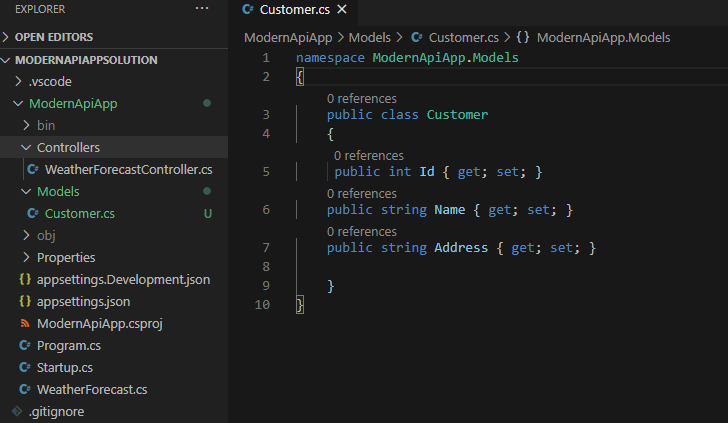 EXPLORER
···
OPEN EDITORS
MODERNAPIAPPSOLUTION
.vscode
ModernApiApp
bin
Controllers
C# WeatherForecastController.cs
Models
C# Customer.cs U
obj
Properties
{} appsettings.Development.json
{} appsettings.json
ModernApiApp.csproj
C# Program.cs
C# Startup.cs
C# WeatherForecast.cs
.gitignore
C# Customer.cs ×
ModernApiApp > Models > C# Customer.cs > {} ModernApiApp.Models
1 namespace ModernApiApp.Models
2 {
0 references
3 public class Customer
4 {
0 references
5 public int Id { get; set; }
0 references
6 public string Name { get; set; }
0 references
7 public string Address { get; set; }
8
9 }
10 }